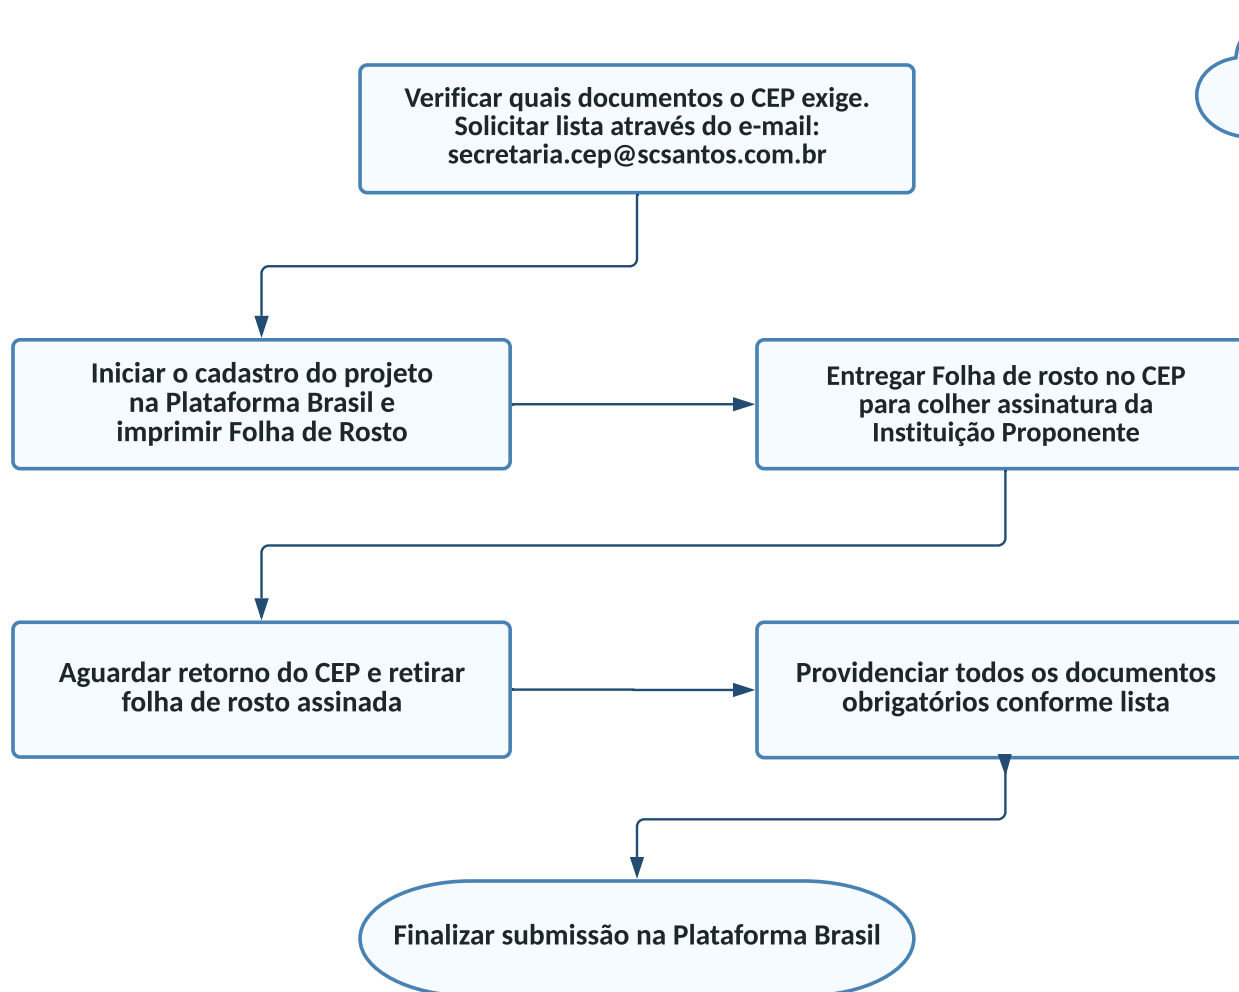 Verificar quais documentos o CEP exige.
Solicitar lista através do e-mail:
secretaria.cep@scsantos.com.br
Iniciar o cadastro do projeto
na Plataforma Brasil e
imprimir Folha de Rosto
Entregar Folha de rosto no CEP
para colher assinatura da
Instituição Proponente
Aguardar retorno do CEP e retirar
folha de rosto assinada
Providenciar todos os documentos
obrigatórios conforme lista
Finalizar submissão na Plataforma Brasil